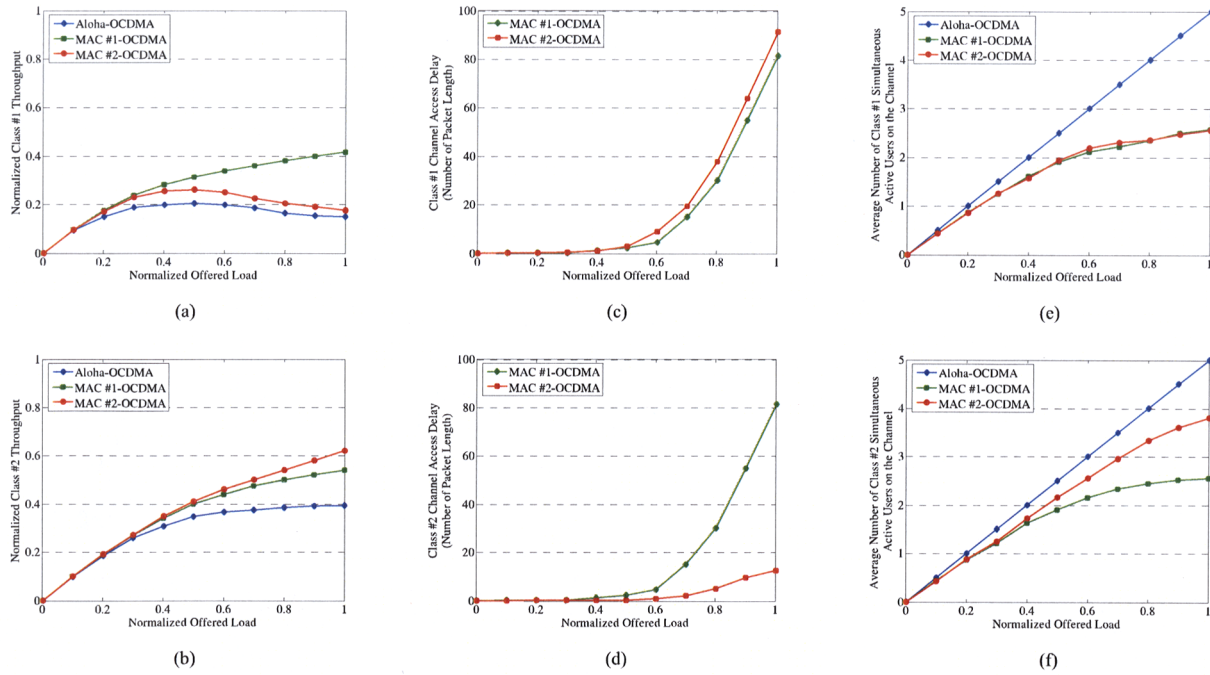 Normalized Class #1 Throughput
1
0.8
0.6
0.4
0.2
0
Aloha-OCDMA
MAC #1-OCDMA
MAC #2-OCDMA
0
0.2
0.4
0.6
0.8
1
Normalized Offered Load
(a)
Class #1 Channel Access Delay
(Number of Packet Length)
100
80
60
40
20
0
MAC #1-OCDMA
MAC #2-OCDMA
0
0.2
0.4
0.6
0.8
1
Normalized Offered Load
(c)
Average Number of Class #1 Simultaneous
Active Users on the Channel
5
4
3
2
1
0
Aloha-OCDMA
MAC #1-OCDMA
MAC #2-OCDMA
0
0.2
0.4
0.6
0.8
1
Normalized Offered Load
(e)
Normalized Class #2 Throughput
1
0.8
0.6
0.4
0.2
0
Aloha-OCDMA
MAC #1-OCDMA
MAC #2-OCDMA
0
0.2
0.4
0.6
0.8
1
Normalized Offered Load
(b)
Class #2 Channel Access Delay
(Number of Packet Length)
100
80
60
40
20
0
MAC #1-OCDMA
MAC #2-OCDMA
0
0.2
0.4
0.6
0.8
1
Normalized Offered Load
(d)
Average Number of Class #2 Simultaneous
Active Users on the Channel
5
4
3
2
1
0
Aloha-OCDMA
MAC #1-OCDMA
MAC #2-OCDMA
0
0.2
0.4
0.6
0.8
1
Normalized Offered Load
(f)